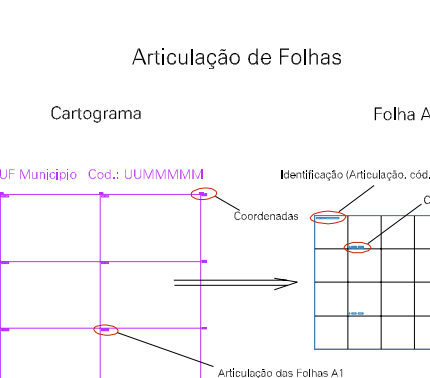 Articulação de Folhas
Cartograma
Folha A
UF Municipio Cod.: UUMMMMM
Identificação (Articulação, cód.
C
Coordenadas
Articulação das Folhas A1